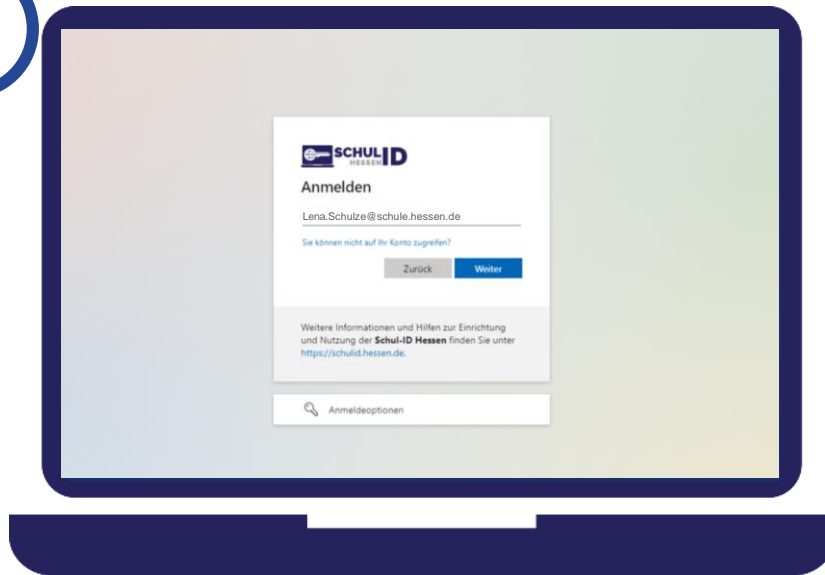 SCHUL ID
HESSEN
Anmelden
Lena.Schulze@schule.hessen.de
Sie können nicht auf Ihr Konto zugreifen?
Zurück Weiter
Weitere Informationen und Hilfen zur Einrichtung
und Nutzung der Schul-ID Hessen finden Sie unter
https://schulid.hessen.de.
Anmeldeoptionen